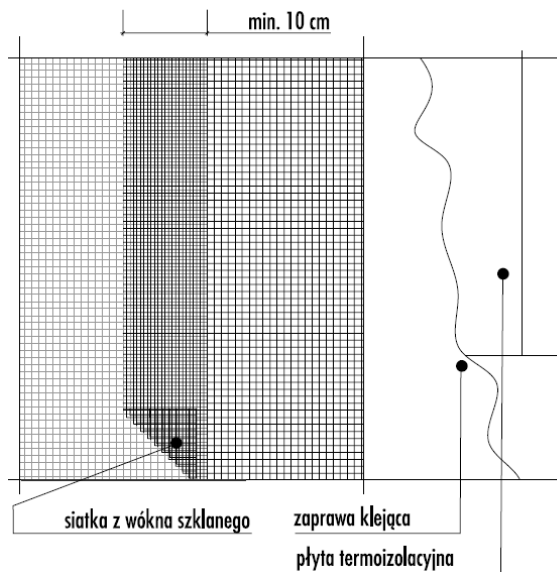 min. 10 cm
siatka z wókna szklanego
zaprawa klejąca
płyta termoizolacyjna